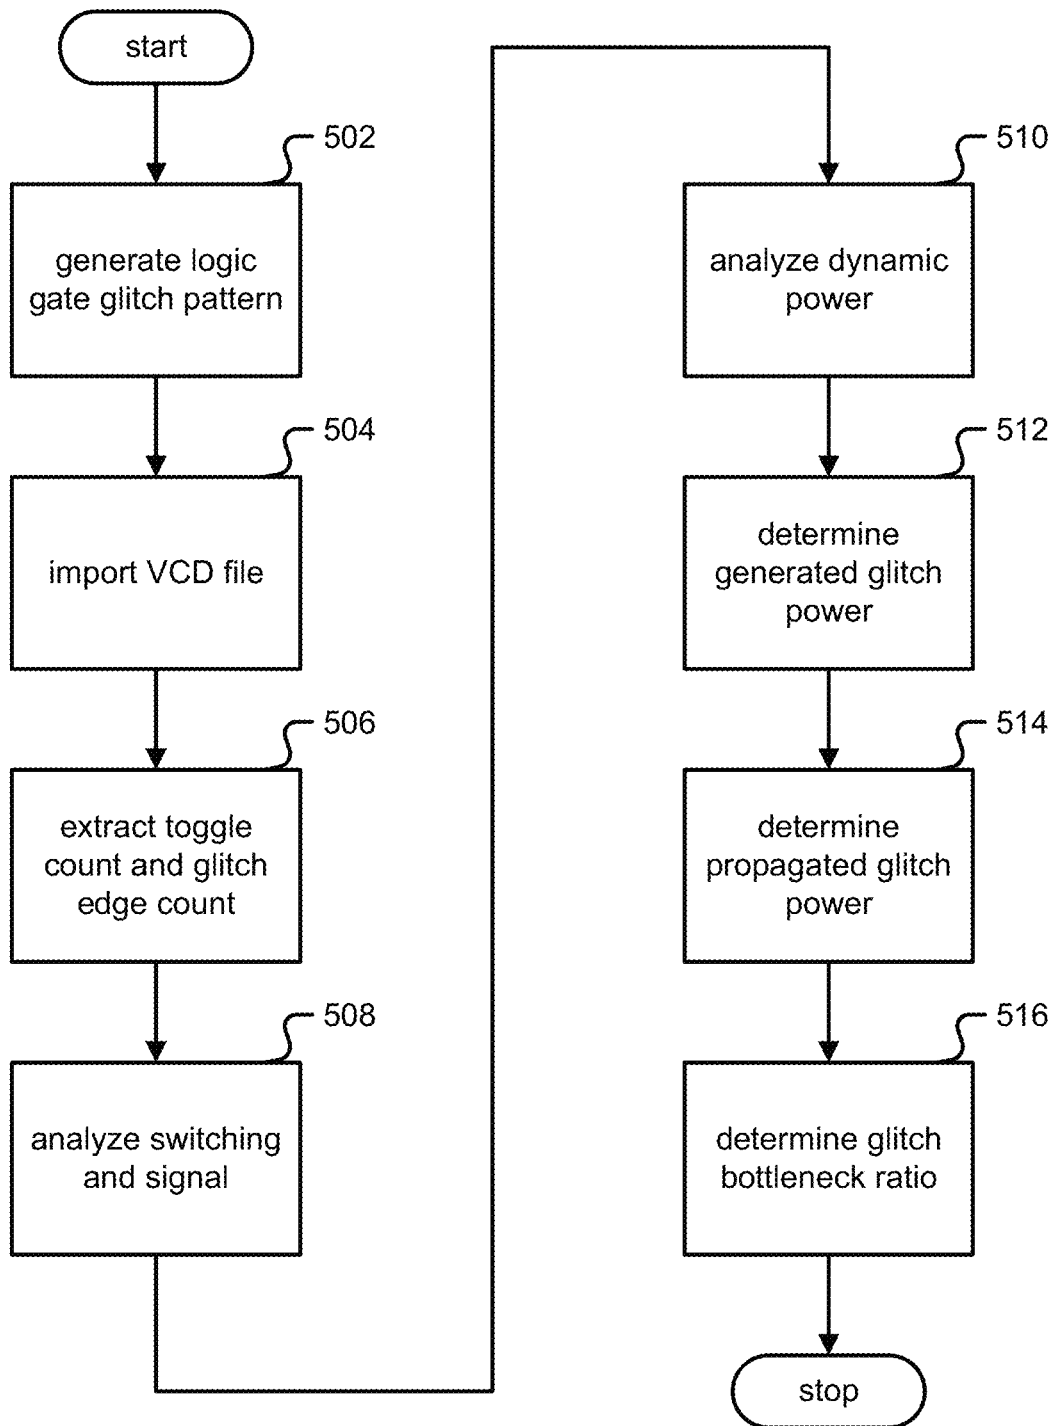 start
502
generate logic
gate glitch pattern
504
import VCD file
506
extract toggle
count and glitch
edge count
508
analyze switching
and signal
510
analyze dynamic
power
512
determine
generated glitch
power
514
determine
propagated glitch
power
516
determine glitch
bottleneck ratio
stop